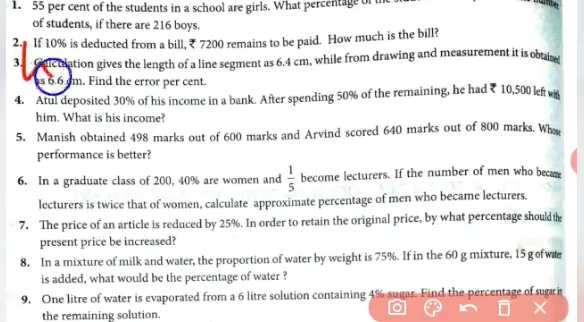 1. 55 per cent of the students in a school are girls. What percentage of the
of students, if there are 216 boys.
2. If 10% is deducted from a bill, ₹ 7200 remains to be paid. How much is the bill?
3. Calculation gives the length of a line segment as 6.4 cm, while from drawing and measurement it is obtained
as 6.6 cm. Find the error per cent.
4. Atul deposited 30% of his income in a bank. After spending 50% of the remaining, he had ₹ 10,500 left with
him. What is his income?
5. Manish obtained 498 marks out of 600 marks and Arvind scored 640 marks out of 800 marks. Whose
performance is better?
6. In a graduate class of 200, 40% are women and 1/5 become lecturers. If the number of men who became
lecturers is twice that of women, calculate approximate percentage of men who became lecturers.
7. The price of an article is reduced by 25%. In order to retain the original price, by what percentage should the
present price be increased?
8. In a mixture of milk and water, the proportion of water by weight is 75%. If in the 60 g mixture, 15 g of water
is added, what would be the percentage of water ?
9. One litre of water is evaporated from a 6 litre solution containing 4% sugar. Find the percentage of sugar in
the remaining solution.